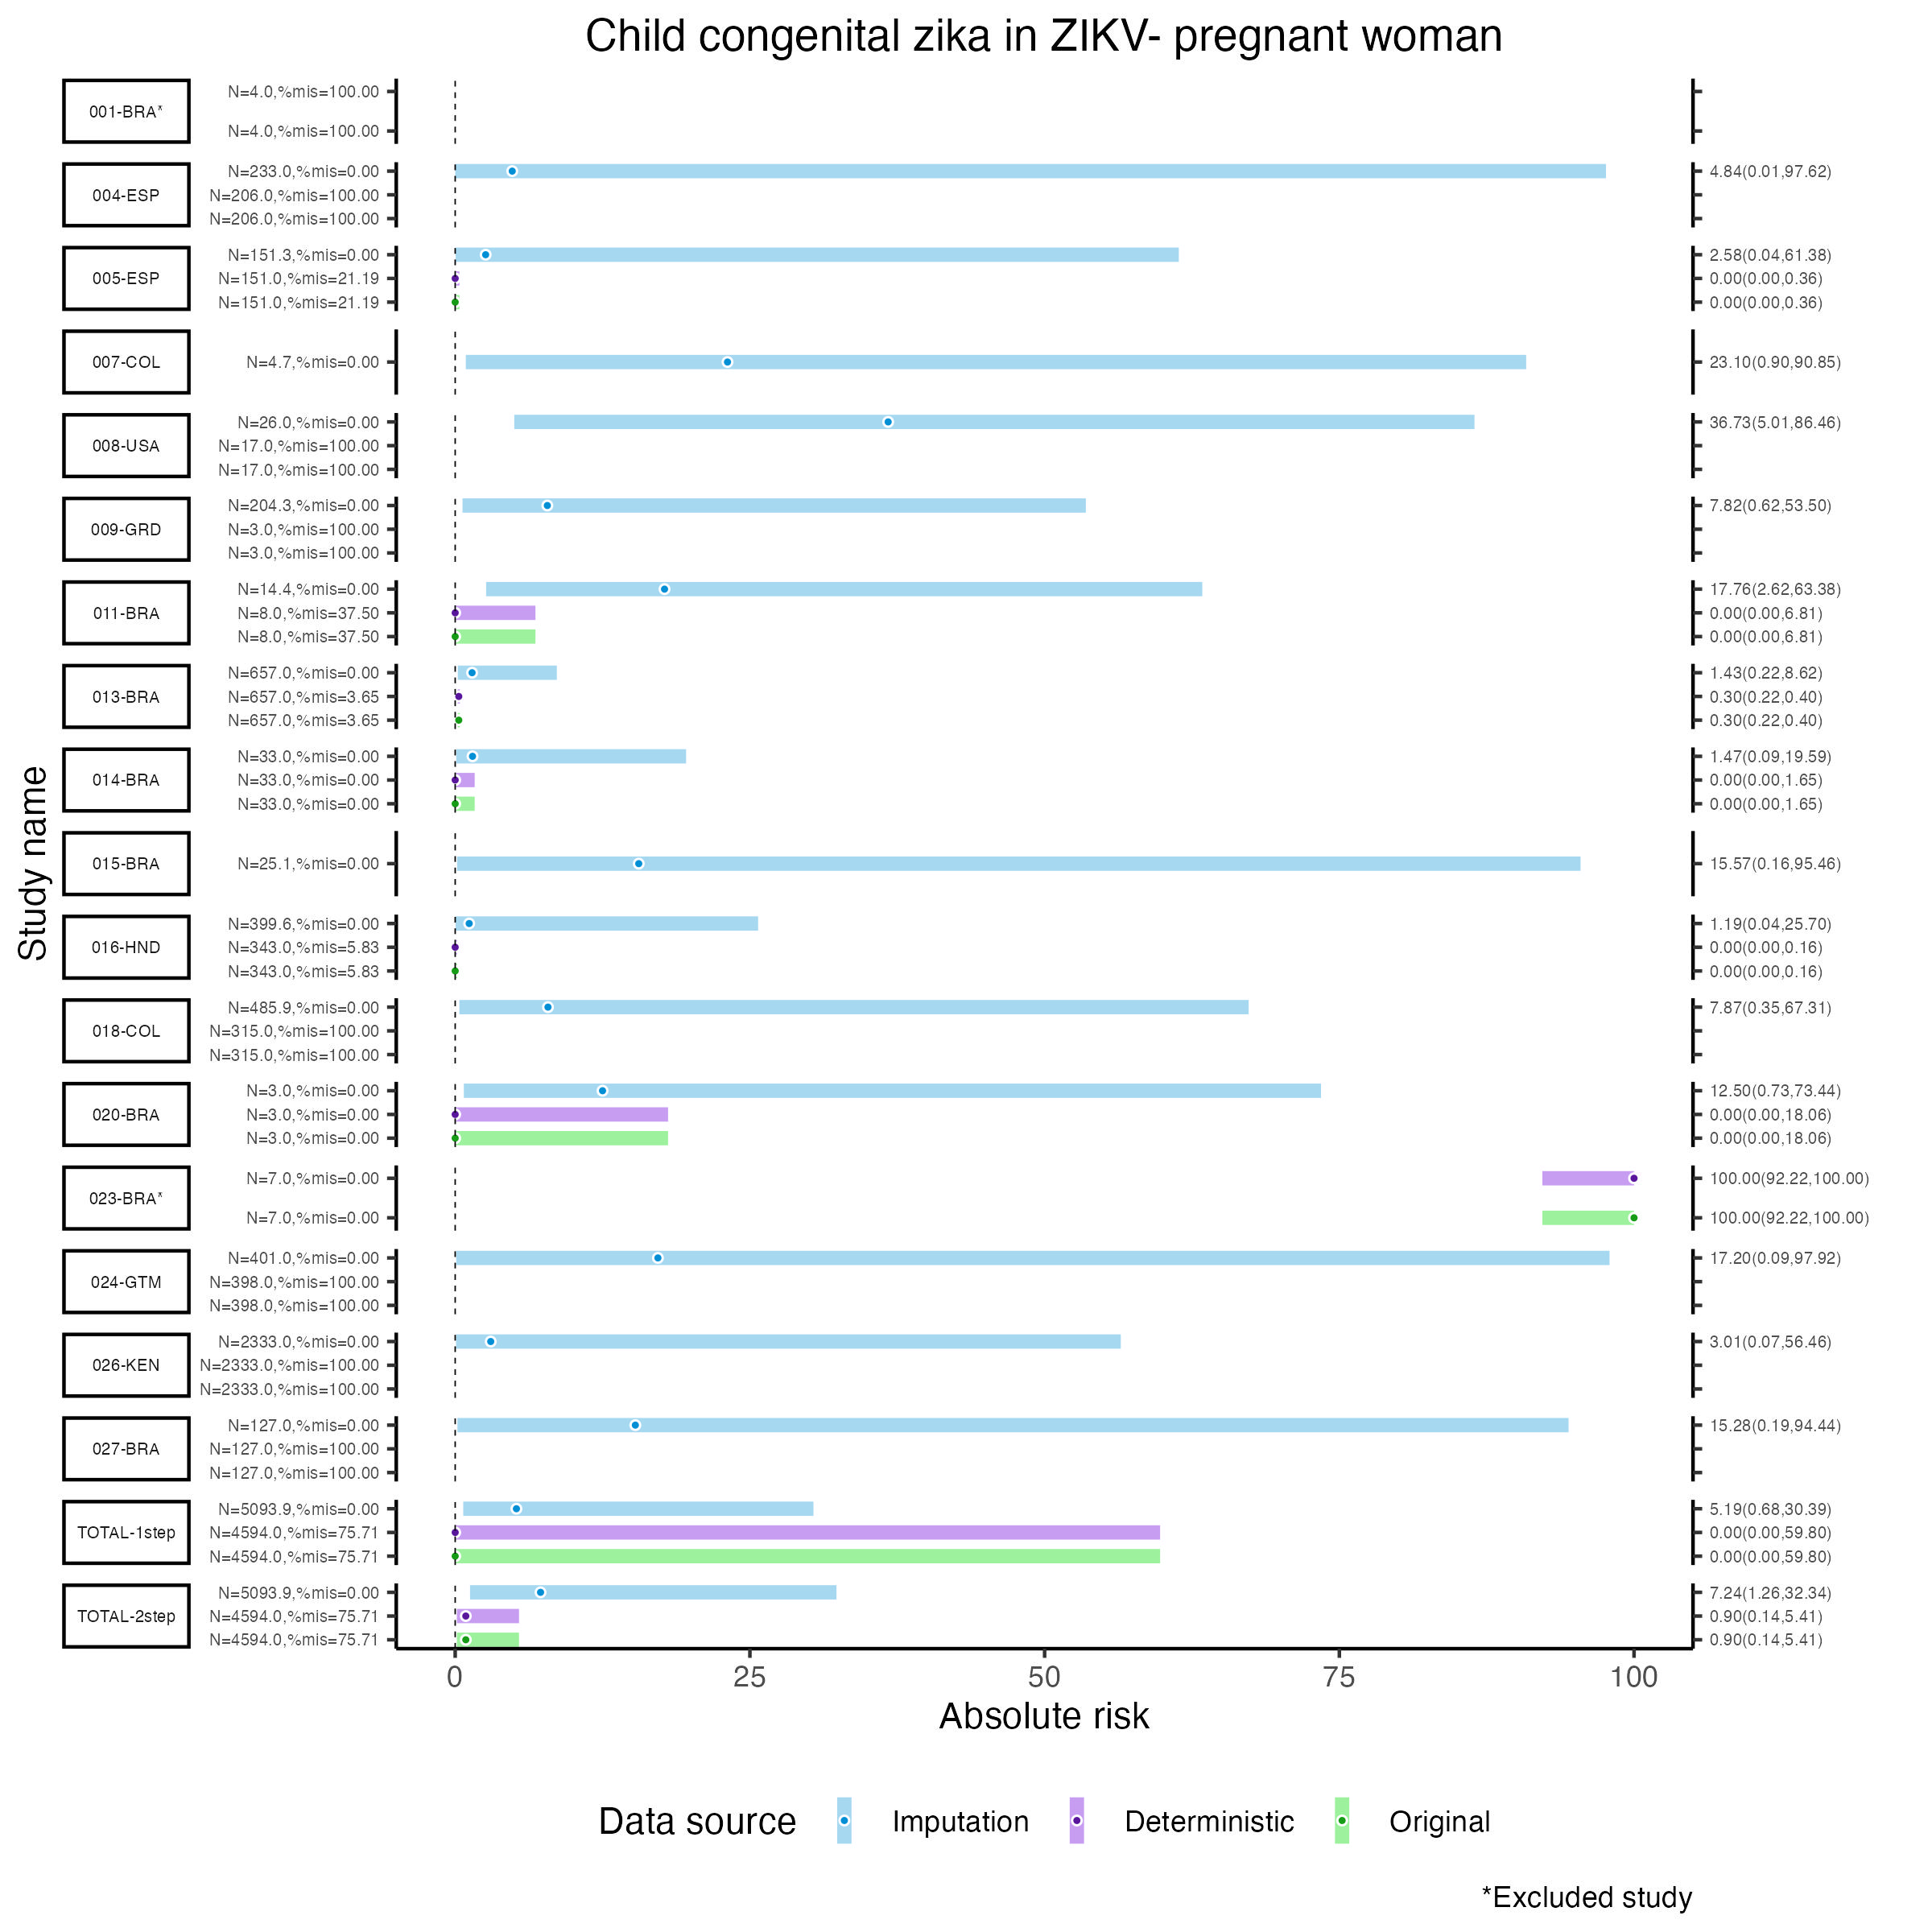 Child congenital zika in ZIKV- pregnant woman
Study name
001-BRA*
N=4.0,%mis=100.00
N=4.0,%mis=100.00
004-ESP
N=233.0,%mis=0.00
4.84(0.01,97.62)
N=206.0,%mis=100.00
N=206.0,%mis=100.00
005-ESP
N=151.3,%mis=0.00
2.58(0.04,61.38)
N=151.0,%mis=21.19
0.00(0.00,0.36)
N=151.0,%mis=21.19
0.00(0.00,0.36)
007-COL
N=4.7,%mis=0.00
23.10(0.90,90.85)
008-USA
N=26.0,%mis=0.00
36.73(5.01,86.46)
N=17.0,%mis=100.00
N=17.0,%mis=100.00
009-GRD
N=204.3,%mis=0.00
7.82(0.62,53.50)
N=3.0,%mis=100.00
N=3.0,%mis=100.00
011-BRA
N=14.4,%mis=0.00
17.76(2.62,63.38)
N=8.0,%mis=37.50
0.00(0.00,6.81)
N=8.0,%mis=37.50
0.00(0.00,6.81)
013-BRA
N=657.0,%mis=0.00
1.43(0.22,8.62)
N=657.0,%mis=3.65
0.30(0.22,0.40)
N=657.0,%mis=3.65
0.30(0.22,0.40)
014-BRA
N=33.0,%mis=0.00
1.47(0.09,19.59)
N=33.0,%mis=0.00
0.00(0.00,1.65)
N=33.0,%mis=0.00
0.00(0.00,1.65)
015-BRA
N=25.1,%mis=0.00
15.57(0.16,95.46)
016-HND
N=399.6,%mis=0.00
1.19(0.04,25.70)
N=343.0,%mis=5.83
0.00(0.00,0.16)
N=343.0,%mis=5.83
0.00(0.00,0.16)
018-COL
N=485.9,%mis=0.00
7.87(0.35,67.31)
N=315.0,%mis=100.00
N=315.0,%mis=100.00
020-BRA
N=3.0,%mis=0.00
12.50(0.73,73.44)
N=3.0,%mis=0.00
0.00(0.00,18.06)
N=3.0,%mis=0.00
0.00(0.00,18.06)
023-BRA*
N=7.0,%mis=0.00
100.00(92.22,100.00)
N=7.0,%mis=0.00
100.00(92.22,100.00)
024-GTM
N=401.0,%mis=0.00
17.20(0.09,97.92)
N=398.0,%mis=100.00
N=398.0,%mis=100.00
026-KEN
N=2333.0,%mis=0.00
3.01(0.07,56.46)
N=2333.0,%mis=100.00
N=2333.0,%mis=100.00
027-BRA
N=127.0,%mis=0.00
15.28(0.19,94.44)
N=127.0,%mis=100.00
N=127.0,%mis=100.00
TOTAL-1step
N=5093.9,%mis=0.00
5.19(0.68,30.39)
N=4594.0,%mis=75.71
0.00(0.00,59.80)
N=4594.0,%mis=75.71
0.00(0.00,59.80)
TOTAL-2step
N=5093.9,%mis=0.00
7.24(1.26,32.34)
N=4594.0,%mis=75.71
0.90(0.14,5.41)
N=4594.0,%mis=75.71
0.90(0.14,5.41)
0 25 50 75 100
Absolute risk
Data source Imputation Deterministic Original
*Excluded study